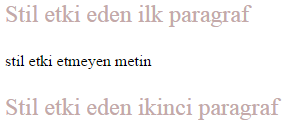 Stil etki eden ilk paragraf
stil etki etmeyen metin
Stil etki eden ikinci paragraf